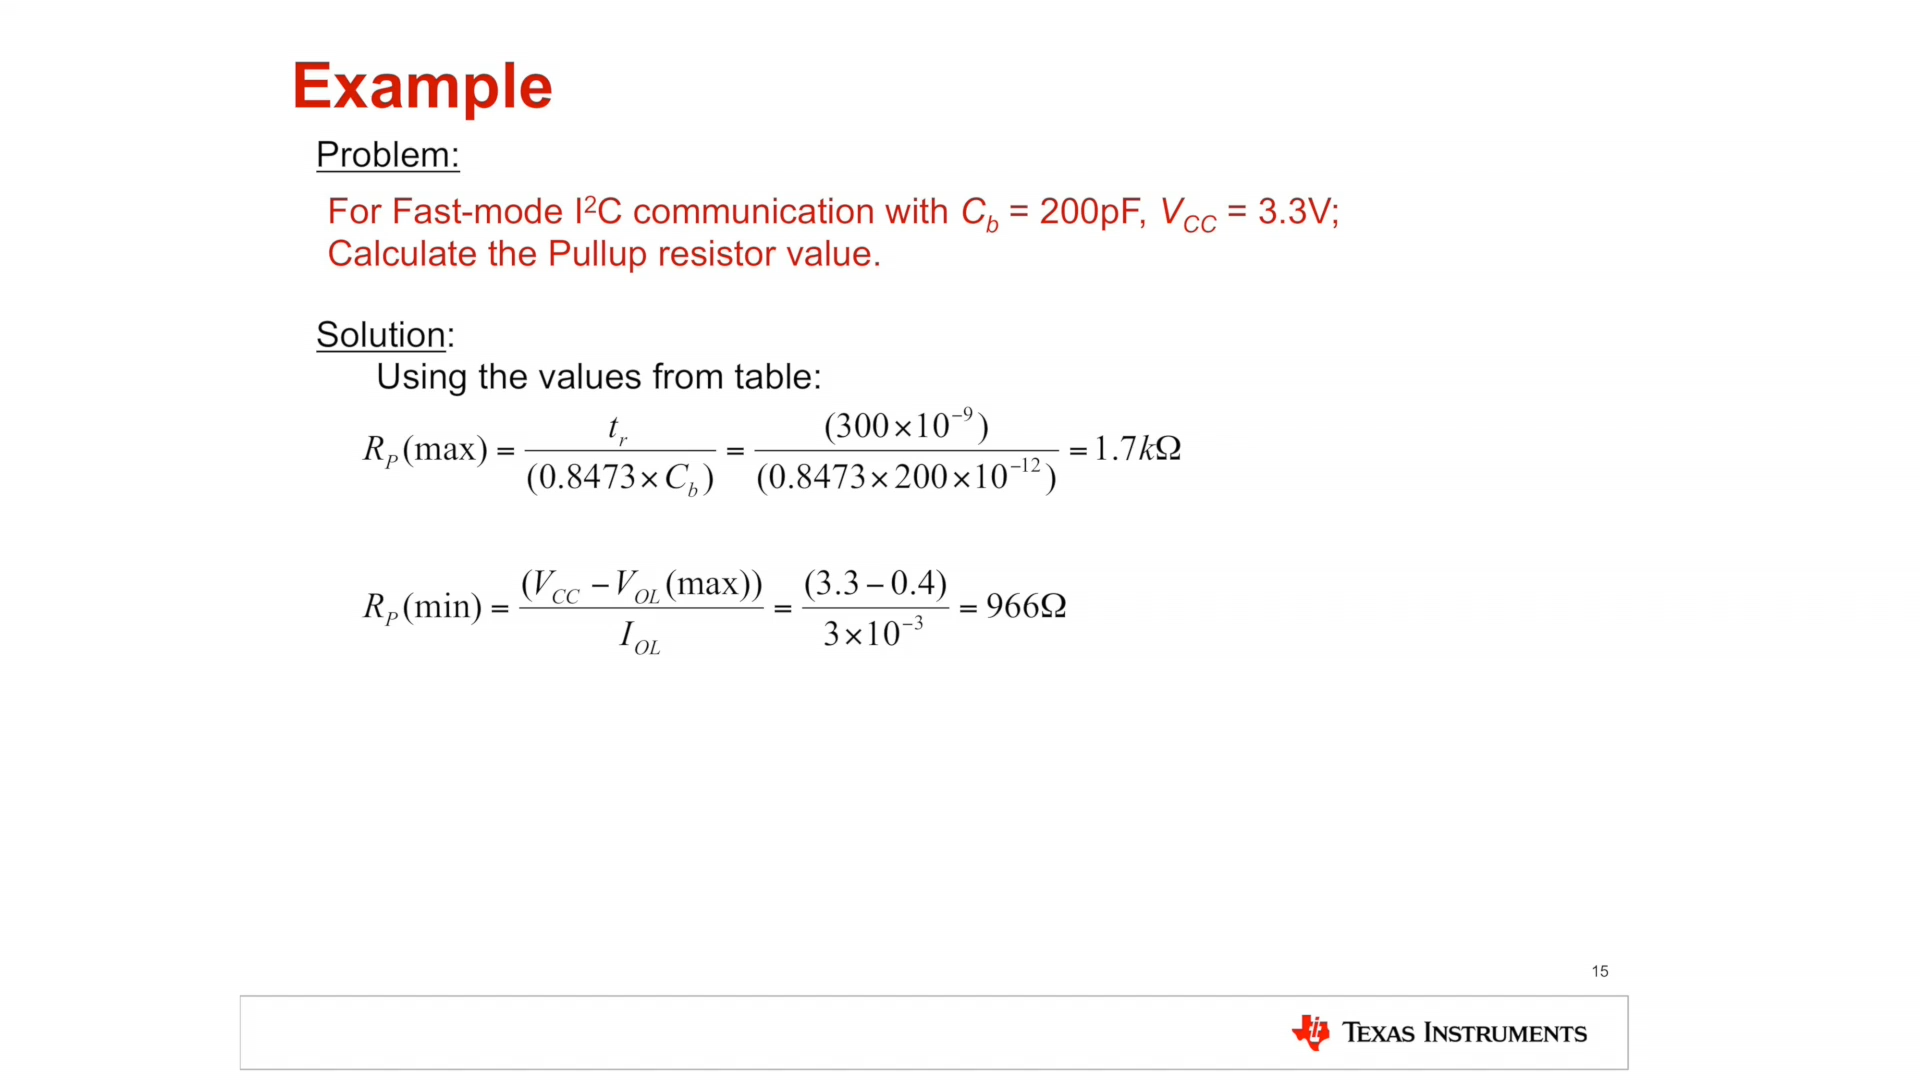 Example
Problem:
For Fast-mode I²C communication with C_b = 200pF, V_CC = 3.3V;
Calculate the Pullup resistor value.
Solution:
Using the values from table:
R_P(max) = t_r / (0.8473×C_b) = (300×10⁻⁹) / (0.8473×200×10⁻¹²) = 1.7kΩ
R_P(min) = (V_CC − V_OL(max)) / I_OL = (3.3−0.4) / 3×10⁻³ = 966Ω
15
TEXAS INSTRUMENTS